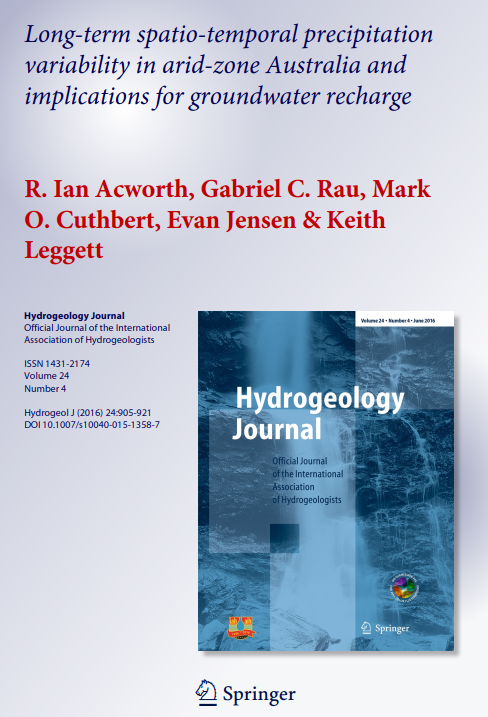 Long-term spatio-temporal precipitation
variability in arid-zone Australia and
implications for groundwater recharge
R. Ian Acworth, Gabriel C. Rau, Mark
O. Cuthbert, Evan Jensen & Keith
Leggett
Hydrogeology Journal
Official Journal of the International
Association of Hydrogeologists
ISSN 1431-2174
Volume 24
Number 4
Hydrogeol J (2016) 24:905-921
DOI 10.1007/s10040-015-1358-7
Volume 24 • Number 4 • June 2016
Hydrogeology
Journal
Official Journal
of the International
Association
of Hydrogeologists
Springer
Springer